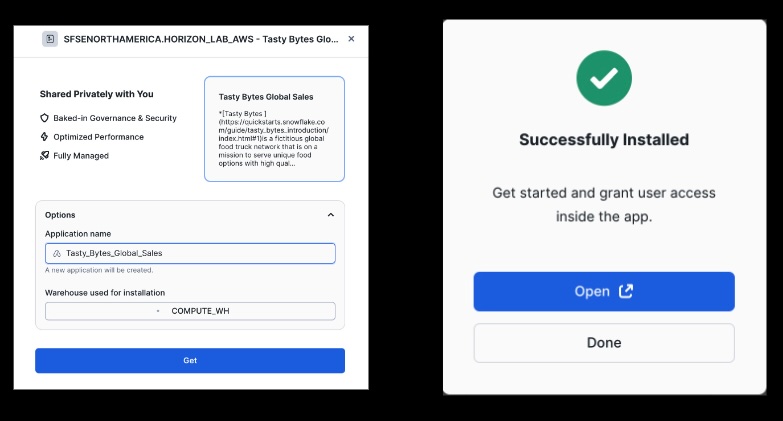 SFSENORTHAMERICA.HORIZON_LAB_AWS - Tasty Bytes Glo...
Shared Privately with You
Baked-in Governance & Security
Optimized Performance
Fully Managed
Tasty Bytes Global Sales
*[Tasty Bytes ]
(https://quickstarts.snowflake.co
m/guide/tasty_bytes_introduction/
index.html#1)is a fictitious global
food truck network that is on a
mission to serve unique food
options with high qual...
Options
Application name
Tasty_Bytes_Global_Sales
A new application will be created.
Warehouse used for installation
COMPUTE_WH
Get
Successfully Installed
Get started and grant user access
inside the app.
Open
Done